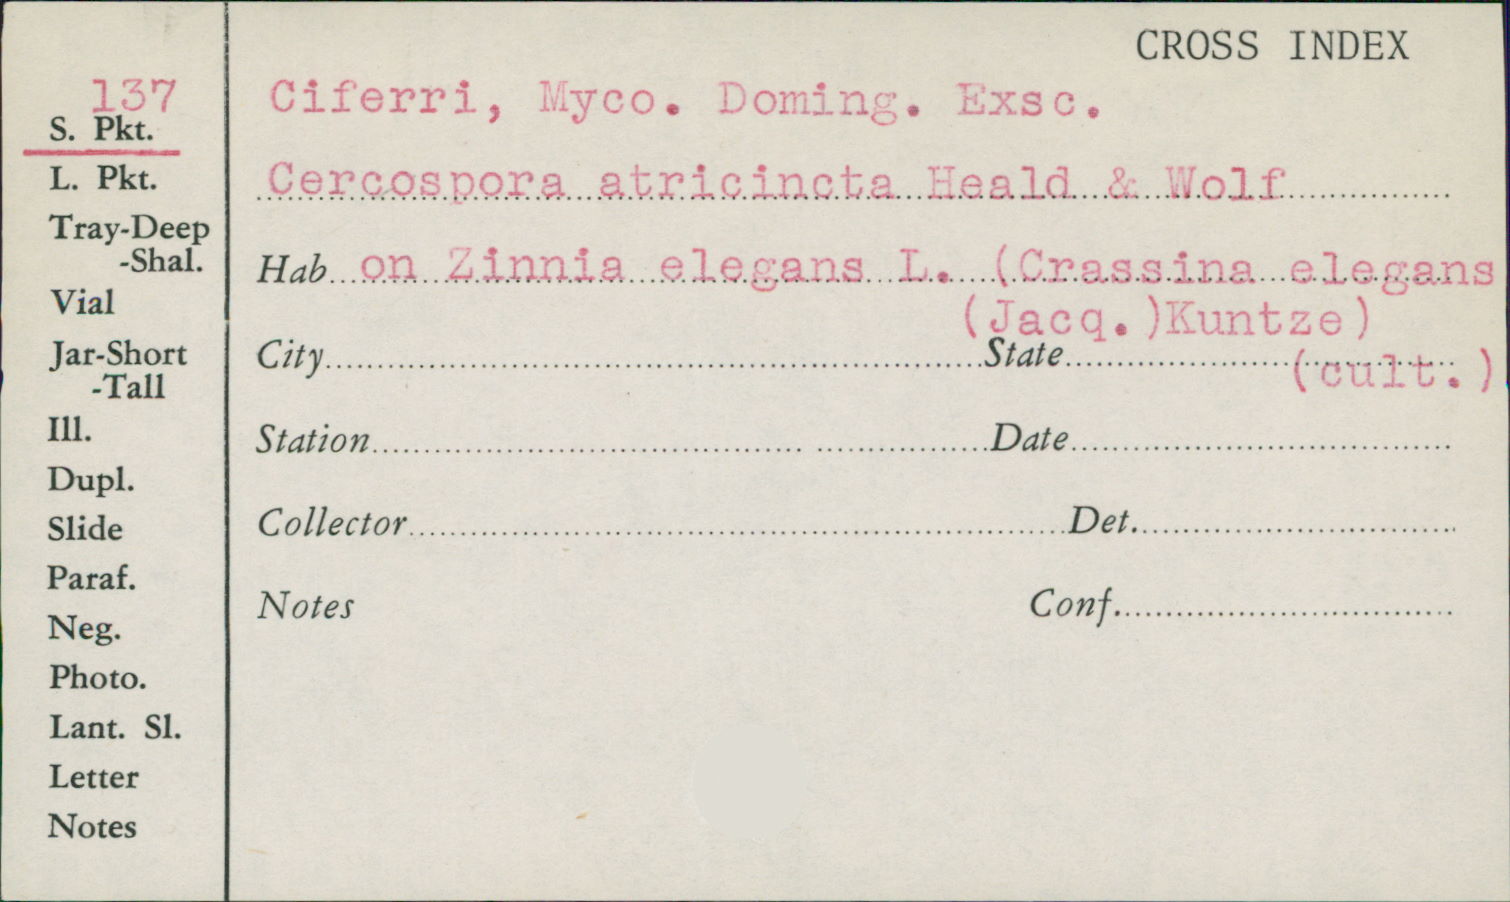 CROSS INDEX
137
Ciferri, Myco. Doming. Exsc.
S. Pkt.
Cercospora atricincta Heald & Wolf
L. Pkt.
Tray-Deep
-Shal.
Hab on Zinnia elegans L. (Crassina elegans
(Jacq.)Kuntze)
Vial
City State
(cult.)
Jar-Short
-Tall
Ill.
Station Date
Dupl.
Slide
Collector Det.
Paraf.
Notes Conf.
Neg.
Photo.
Lant. Sl.
Letter
Notes